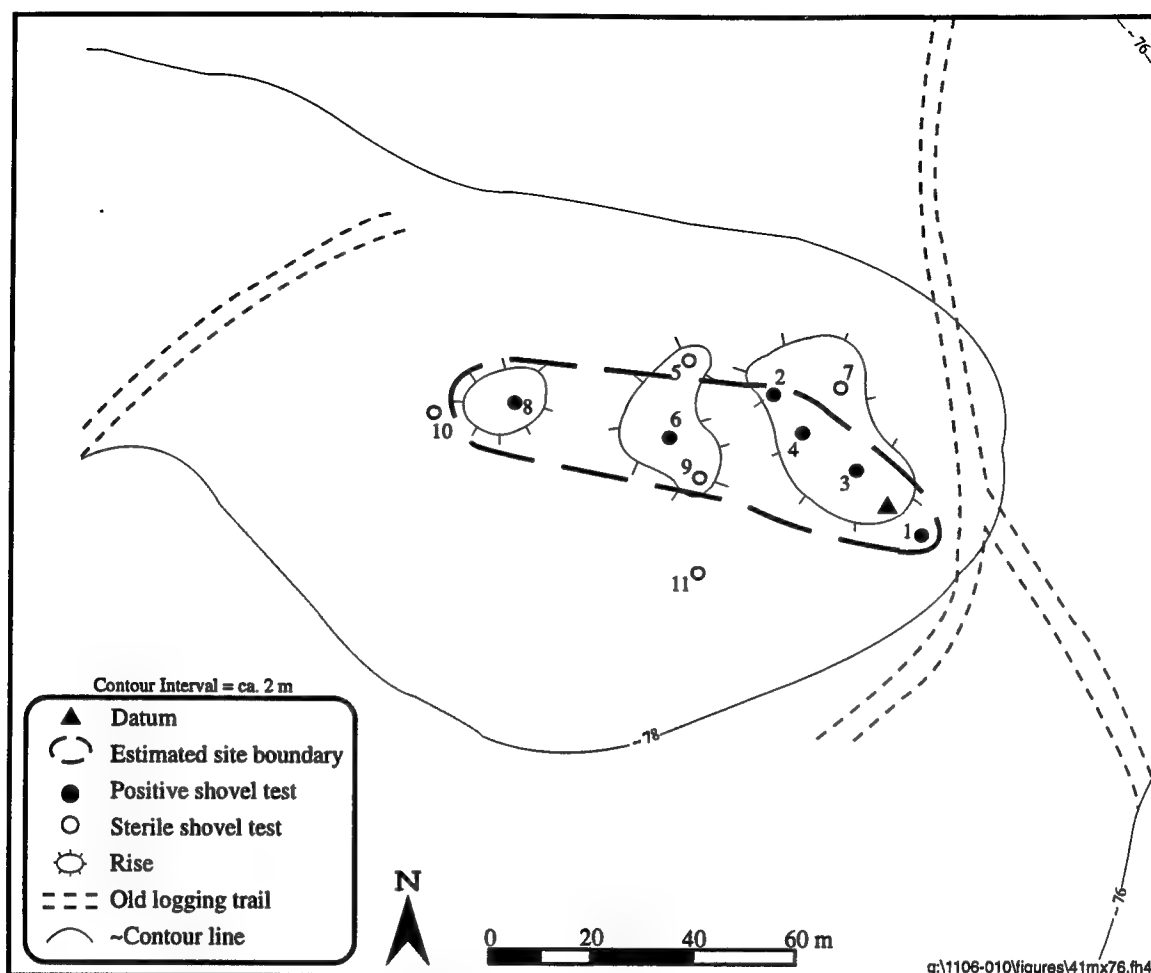 ~76
5
2
7
8
10
6
4
9
3
1
11
~78
~76
Contour Interval = ca. 2 m
Datum
Estimated site boundary
Positive shovel test
Sterile shovel test
Rise
Old logging trail
~Contour line
N
0 20 40 60 m
g:\1106-010\figures\41mx76.fh4